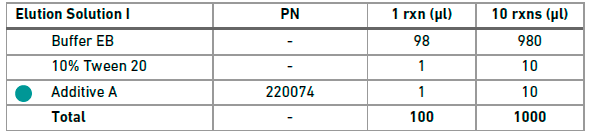 Elution Solution I PN 1 rxn (µl) 10 rxns (µl)
Buffer EB - 98 980
10% Tween 20 - 1 10
Additive A 220074 1 10
Total - 100 1000